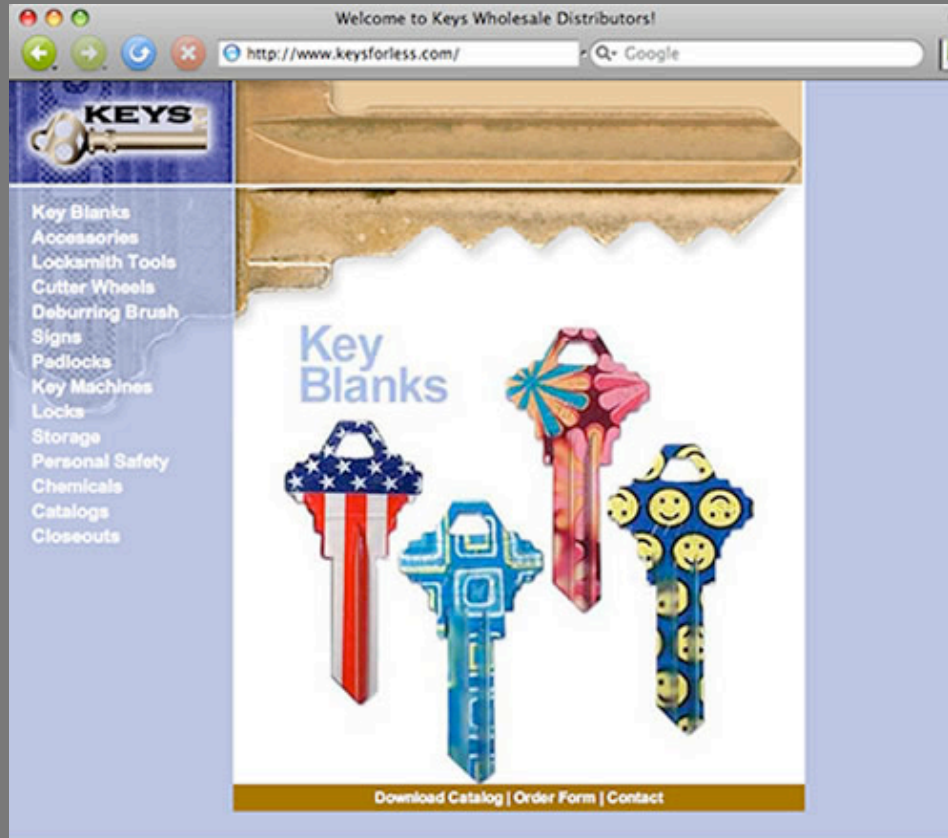 Welcome to Keys Wholesale Distributors!
http://www.keysforless.com/
Google
KEYS
Key Blanks
Accessories
Locksmith Tools
Cutter Wheels
Deburring Brush
Signs
Padlocks
Key Machines
Locks
Storage
Personal Safety
Chemicals
Catalogs
Closeouts
Key
Blanks
Download Catalog | Order Form | Contact